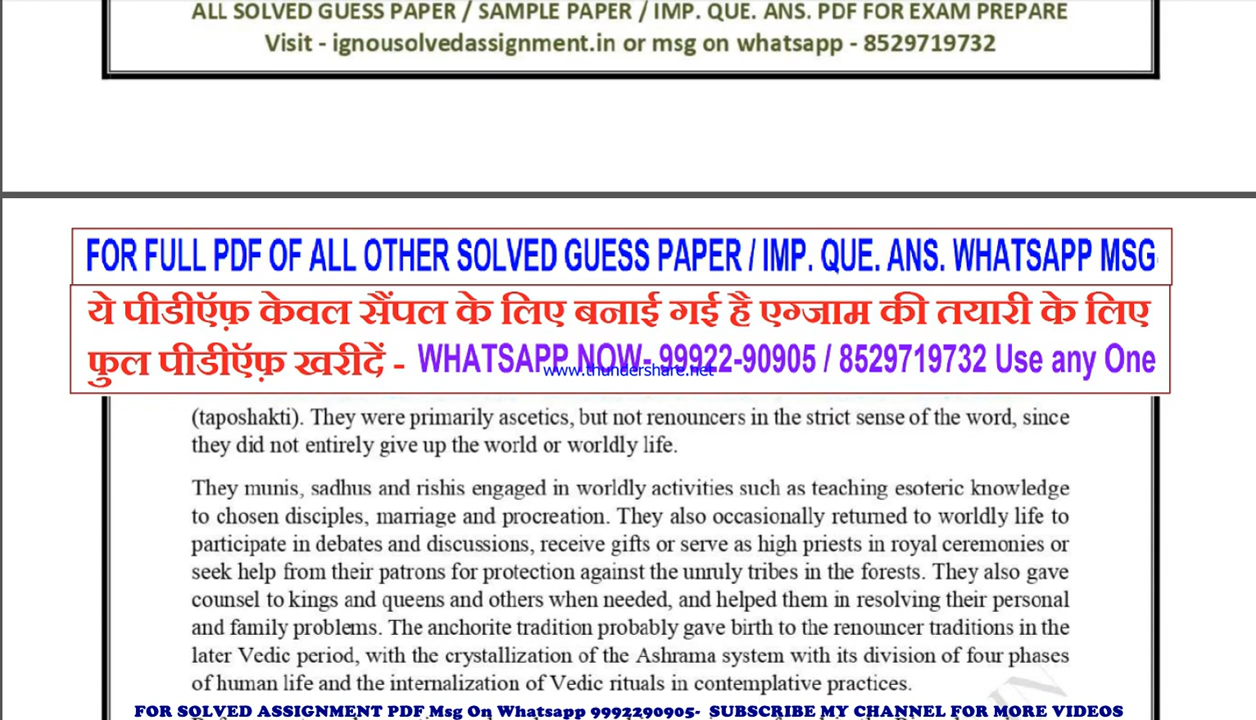 ALL SOLVED GUESS PAPER / SAMPLE PAPER / IMP. QUE. ANS. PDF FOR EXAM PREPARE
Visit - ignousolvedassignment.in or msg on whatsapp - 8529719732
FOR FULL PDF OF ALL OTHER SOLVED GUESS PAPER / IMP. QUE. ANS. WHATSAPP MSG
ये पीडीऍफ़ केवल सैंपल के लिए बनाई गई है एग्जाम की तयारी के लिए
फुल पीडीऍफ़ खरीदें - WHATSAPP NOW- 99922-90905 / 8529719732 Use any One
www.thundershare.net
(taposhakti). They were primarily ascetics, but not renouncers in the strict sense of the word, since
they did not entirely give up the world or worldly life.
They munis, sadhus and rishis engaged in worldly activities such as teaching esoteric knowledge
to chosen disciples, marriage and procreation. They also occasionally returned to worldly life to
participate in debates and discussions, receive gifts or serve as high priests in royal ceremonies or
seek help from their patrons for protection against the unruly tribes in the forests. They also gave
counsel to kings and queens and others when needed, and helped them in resolving their personal
and family problems. The anchorite tradition probably gave birth to the renouncer traditions in the
later Vedic period, with the crystallization of the Ashrama system with its division of four phases
of human life and the internalization of Vedic rituals in contemplative practices.
FOR SOLVED ASSIGNMENT PDF Msg On Whatsapp 9992290905- SUBSCRIBE MY CHANNEL FOR MORE VIDEOS